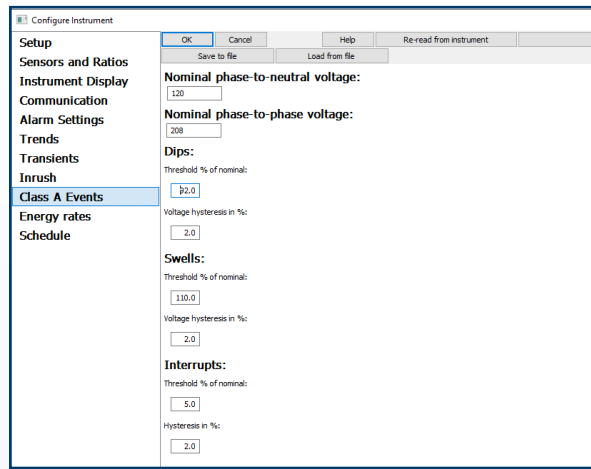 Configure Instrument
Setup
Sensors and Ratios
Instrument Display
Communication
Alarm Settings
Trends
Transients
Inrush
Class A Events
Energy rates
Schedule
OK Cancel Help Re-read from instrument
Save to file Load from file
Nominal phase-to-neutral voltage:
120
Nominal phase-to-phase voltage:
208
Dips:
Threshold % of nominal:
92.0
Voltage hysteresis in %:
2.0
Swells:
Threshold % of nominal:
110.0
Voltage hysteresis in %:
2.0
Interrupts:
Threshold % of nominal:
5.0
Hysteresis in %:
2.0